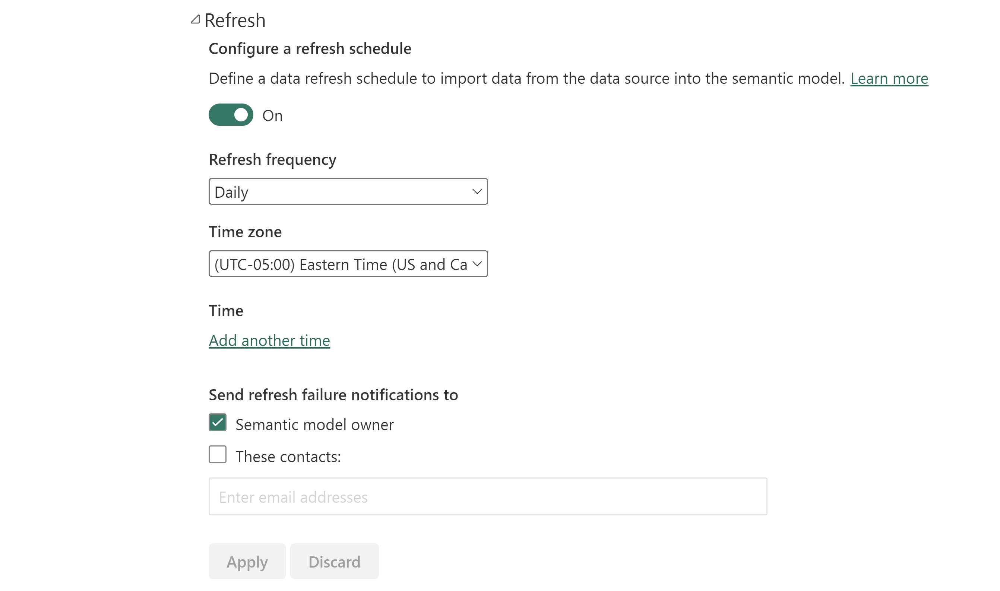 Refresh
Configure a refresh schedule
Define a data refresh schedule to import data from the data source into the semantic model. Learn more
On
Refresh frequency
Daily
Time zone
(UTC-05:00) Eastern Time (US and Ca
Time
Add another time
Send refresh failure notifications to
Semantic model owner
These contacts:
Enter email addresses
Apply Discard